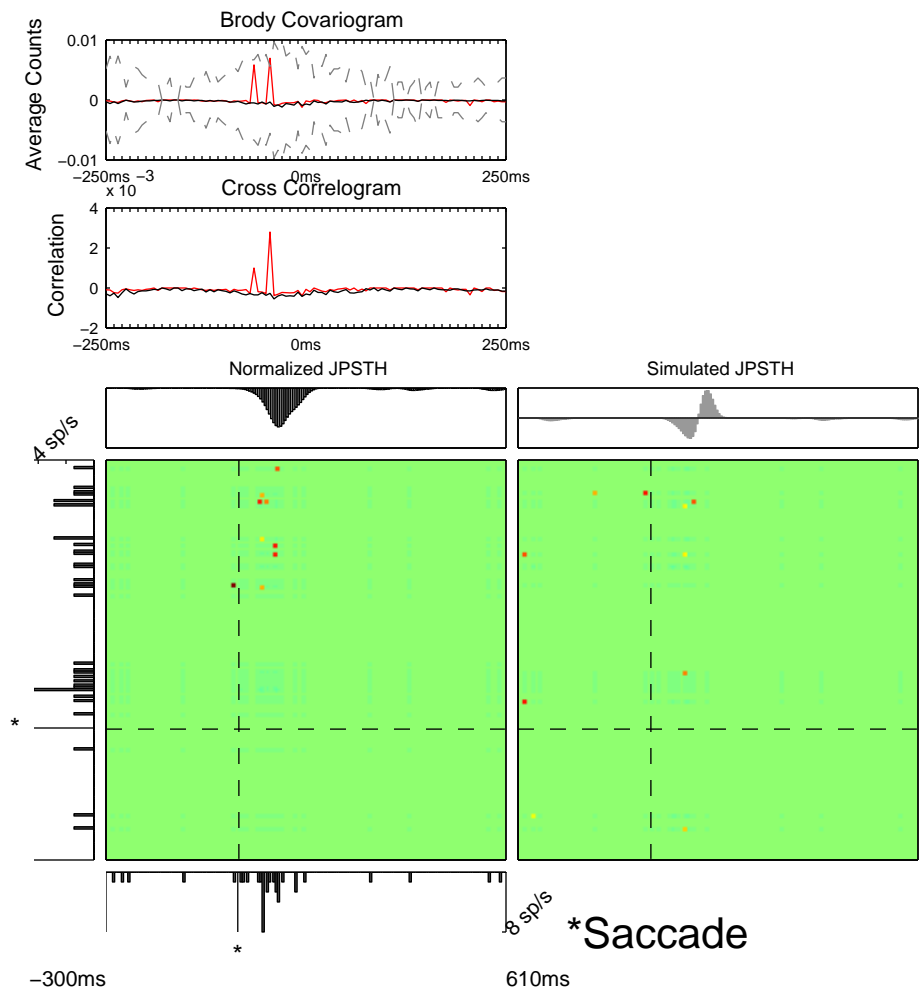 Brody Covariogram
Average Counts
0.01
0
−0.01
−250ms
0ms
250ms
−3
x 10
Cross Correlogram
Correlation
4
2
0
−2
−250ms
0ms
250ms
Normalized JPSTH
Simulated JPSTH
4 sp/s
*
8 sp/s
*
*Saccade
−300ms
610ms